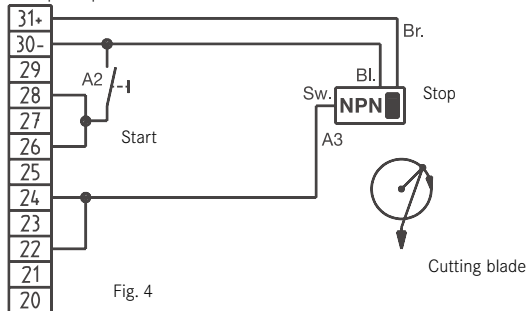 31+
30-
29
28
27
26
25
24
23
22
21
20
A2
Start
Br.
Bl.
Sw.
NPN
Stop
A3
Cutting blade
Fig. 4